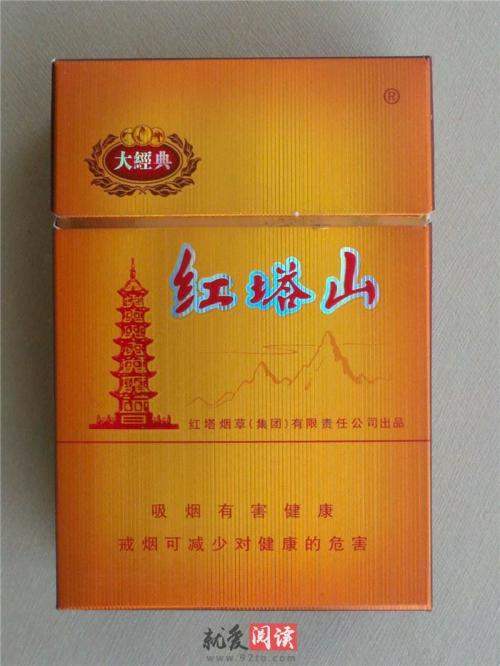 ®
大經典
红塔山
红塔烟草(集团)有限责任公司出品
吸烟有害健康
戒烟可减少对健康的危害
就爱阅读
www.92to.com